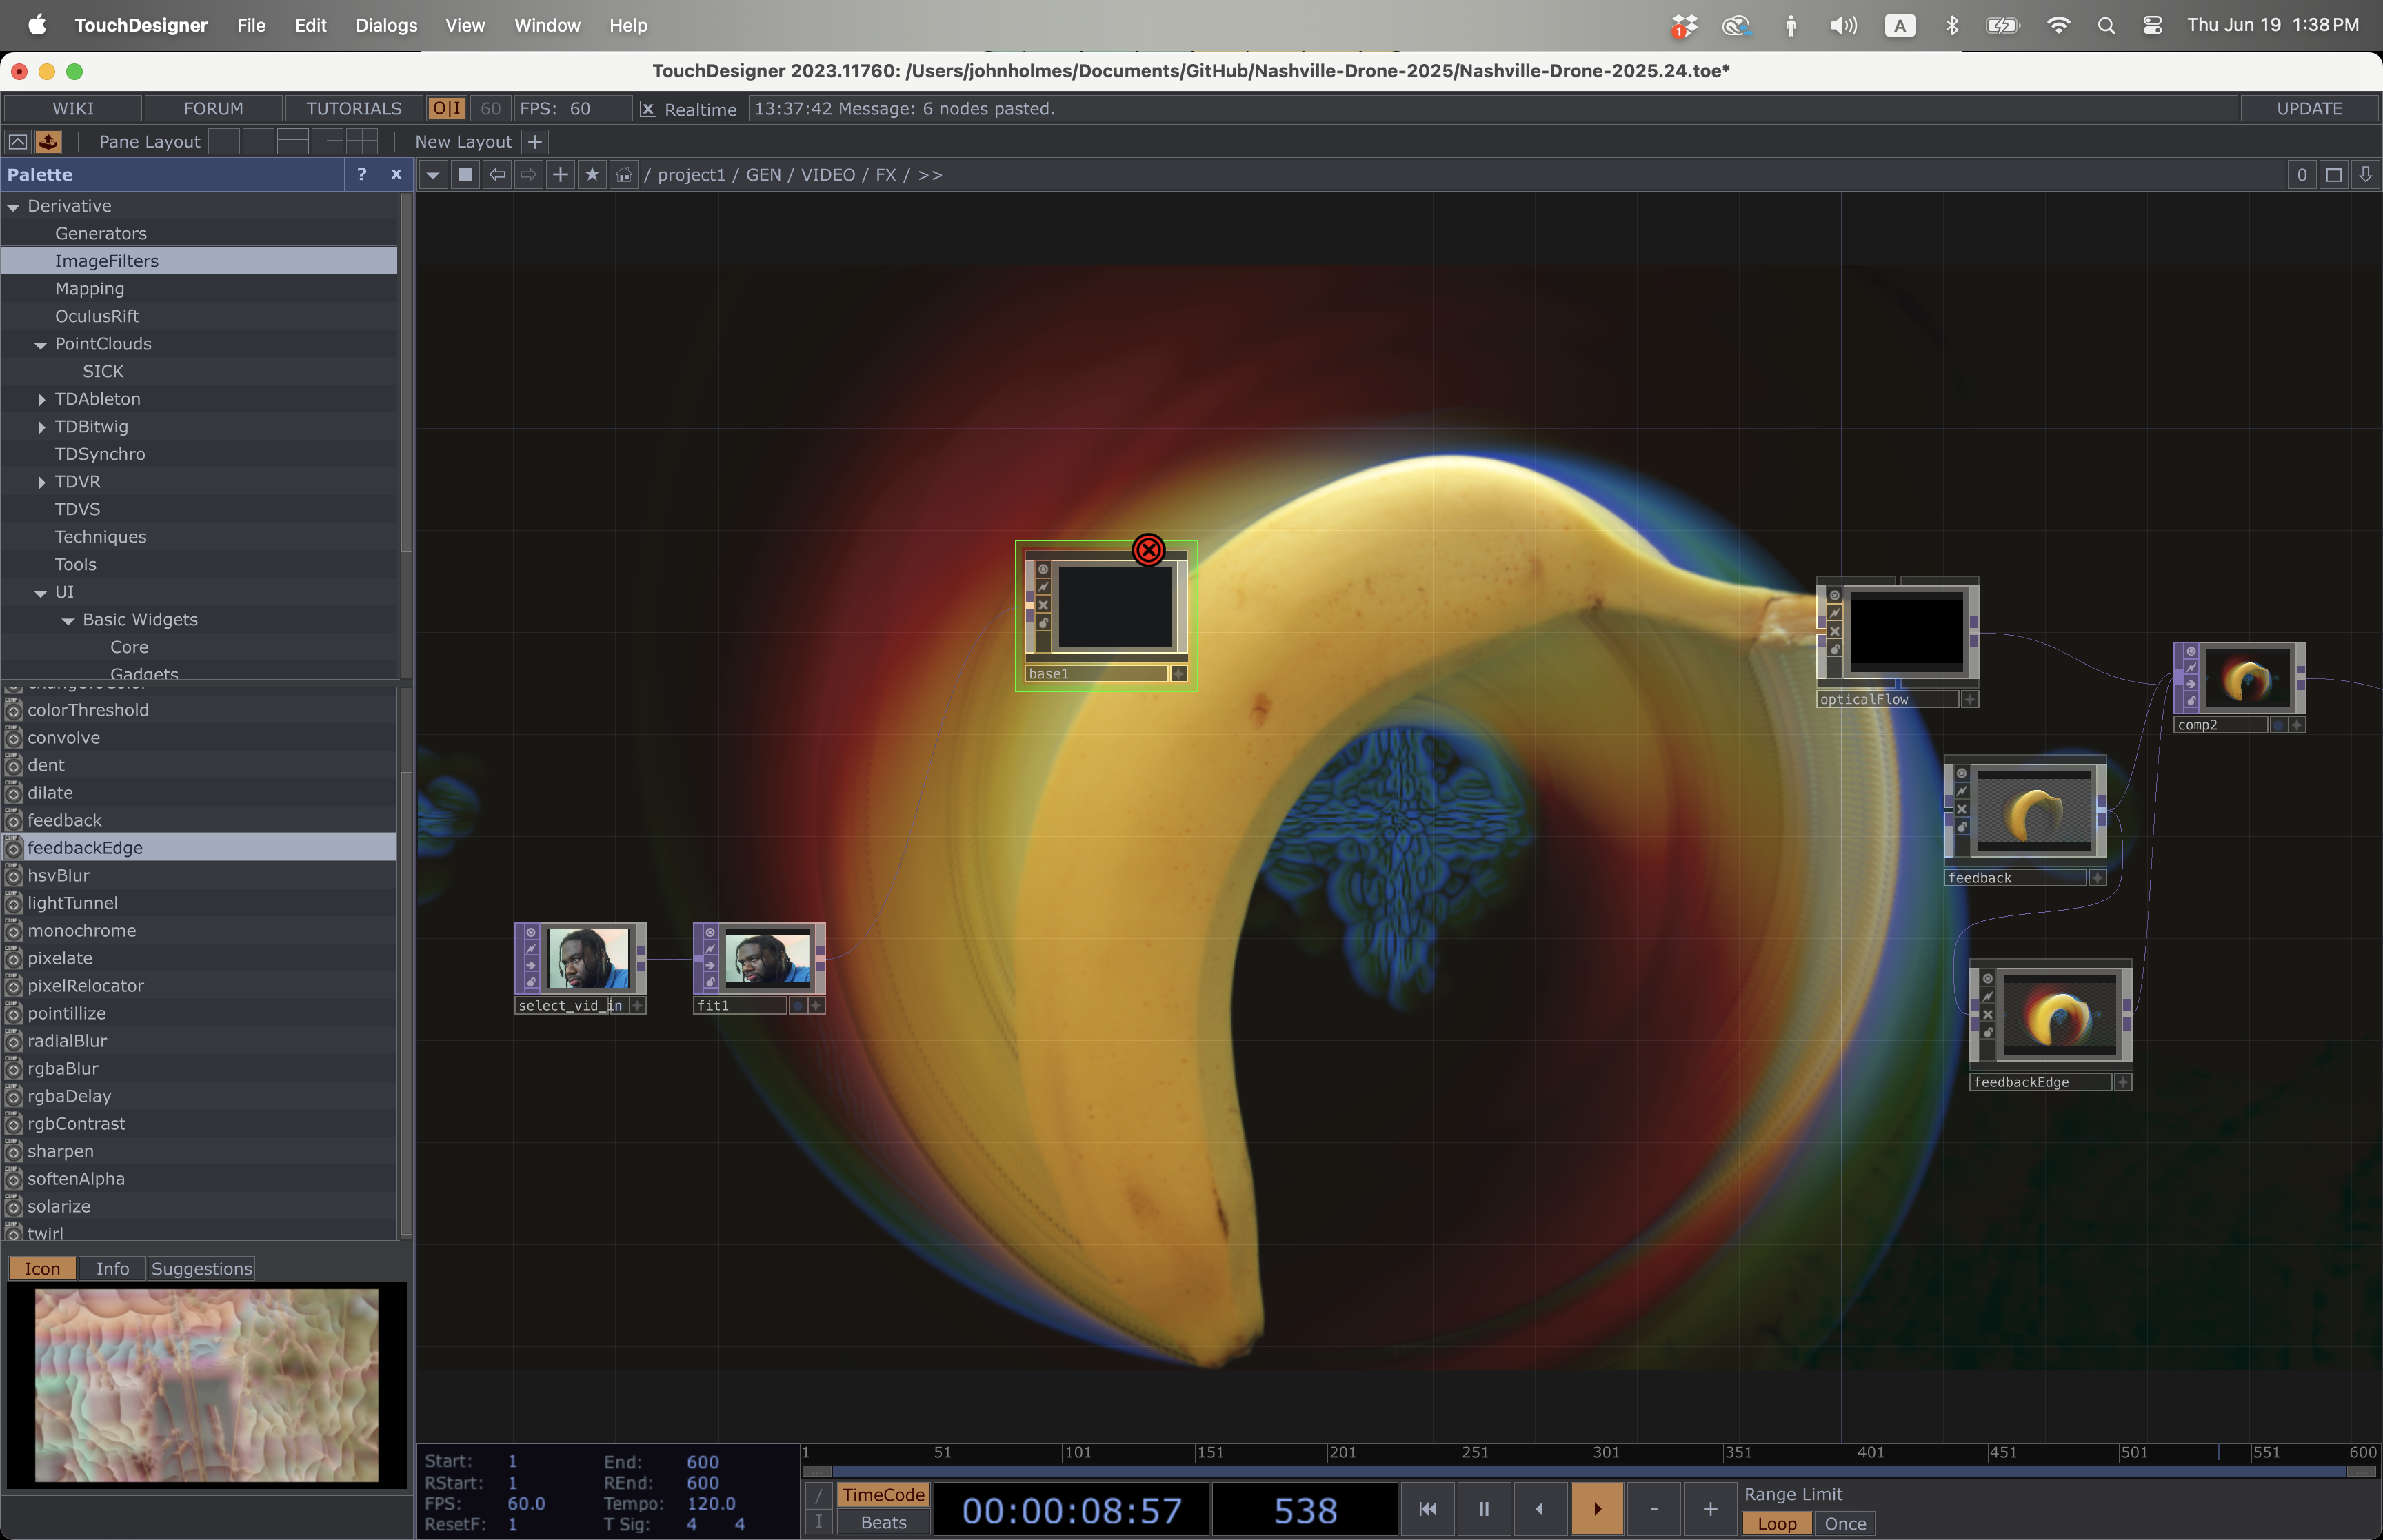 TouchDesigner File Edit Dialogs View Window Help
1 A Thu Jun 19 1:38 PM
TouchDesigner 2023.11760: /Users/johnholmes/Documents/GitHub/Nashville-Drone-2025/Nashville-Drone-2025.24.toe*
WIKI FORUM TUTORIALS O|I 60 FPS: 60 Realtime 13:37:42 Message: 6 nodes pasted. UPDATE
Pane Layout New Layout +
Palette ? x
/ project1 / GEN / VIDEO / FX / >>
0
Derivative
Generators
ImageFilters
Mapping
OculusRift
PointClouds
SICK
TDAbleton
TDBitwig
TDSynchro
TDVR
TDVS
Techniques
Tools
UI
Basic Widgets
Core
Gadgets
colorThreshold
convolve
dent
dilate
feedback
feedbackEdge
hsvBlur
lightTunnel
monochrome
pixelate
pixelRelocator
pointillize
radialBlur
rgbaBlur
rgbaDelay
rgbContrast
sharpen
softenAlpha
solarize
twirl
Icon Info Suggestions
base1
opticalFlow
comp2
feedback
feedbackEdge
select_vid_in
fit1
1 51 101 151 201 251 301 351 401 451 501 551 600
Start: 1 End: 600
RStart: 1 REnd: 600
FPS: 60.0 Tempo: 120.0
ResetF: 1 T Sig: 4 4
/ TimeCode
I Beats
00:00:08:57
538
- +
Range Limit
Loop Once